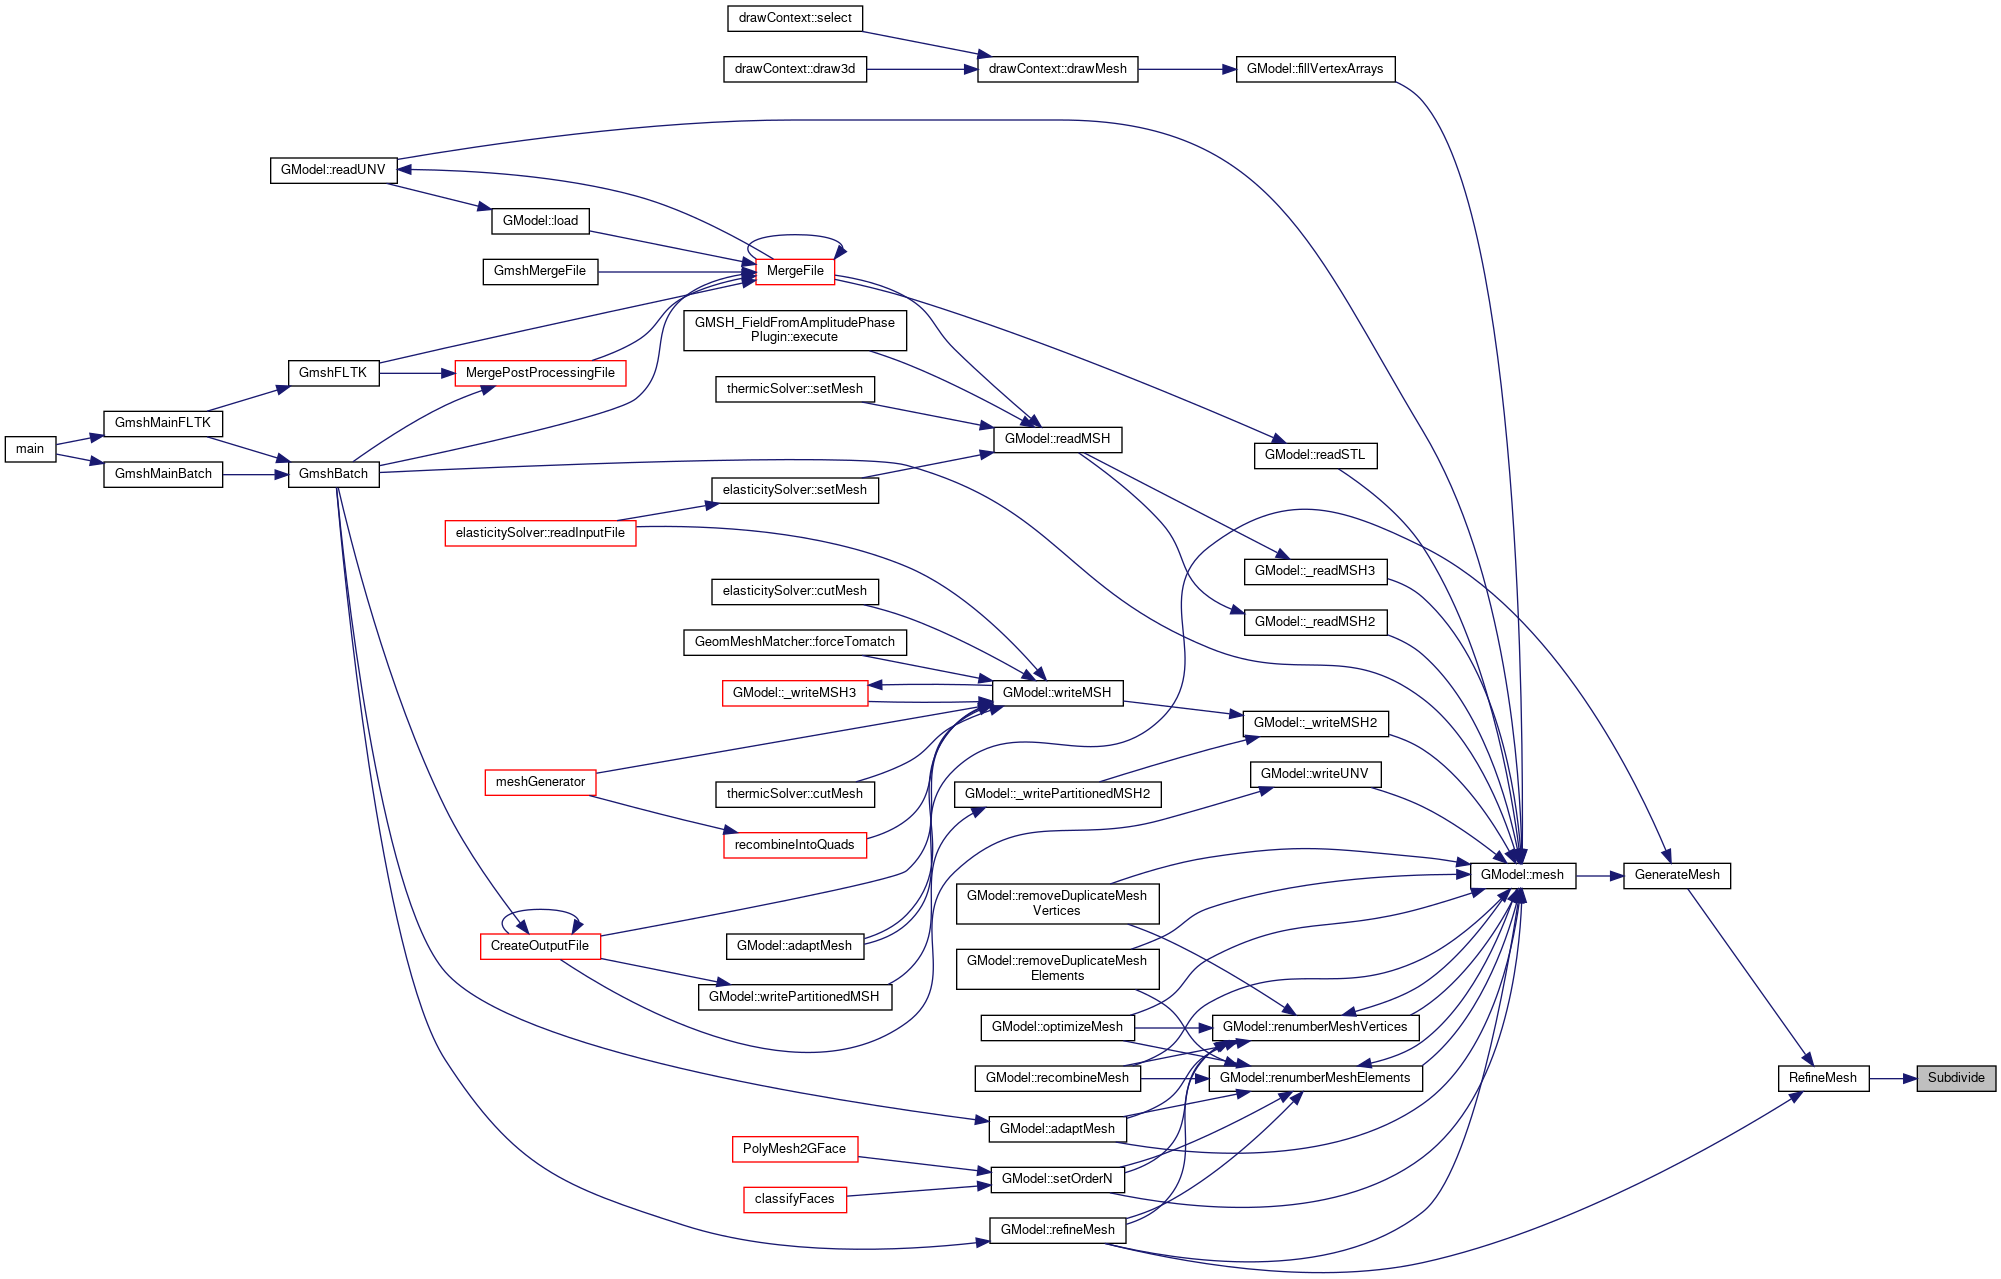 drawContext::select
drawContext::draw3d
drawContext::drawMesh
GModel::fillVertexArrays
GModel::readUNV
GModel::load
GmshMergeFile
MergeFile
GMSH_FieldFromAmplitudePhase
Plugin::execute
GmshFLTK
MergePostProcessingFile
thermicSolver::setMesh
GmshMainFLTK
main
GModel::readMSH
GModel::readSTL
GmshMainBatch
GmshBatch
elasticitySolver::setMesh
elasticitySolver::readInputFile
GModel::_readMSH3
elasticitySolver::cutMesh
GModel::_readMSH2
GeomMeshMatcher::forceTomatch
GModel::_writeMSH3
GModel::writeMSH
GModel::_writeMSH2
meshGenerator
thermicSolver::cutMesh
GModel::_writePartitionedMSH2
GModel::writeUNV
recombineIntoQuads
GModel::mesh
GenerateMesh
GModel::removeDuplicateMesh
Vertices
CreateOutputFile
GModel::adaptMesh
GModel::removeDuplicateMesh
Elements
GModel::writePartitionedMSH
GModel::optimizeMesh
GModel::renumberMeshVertices
GModel::recombineMesh
GModel::renumberMeshElements
RefineMesh
Subdivide
GModel::adaptMesh
PolyMesh2GFace
GModel::setOrderN
classifyFaces
GModel::refineMesh